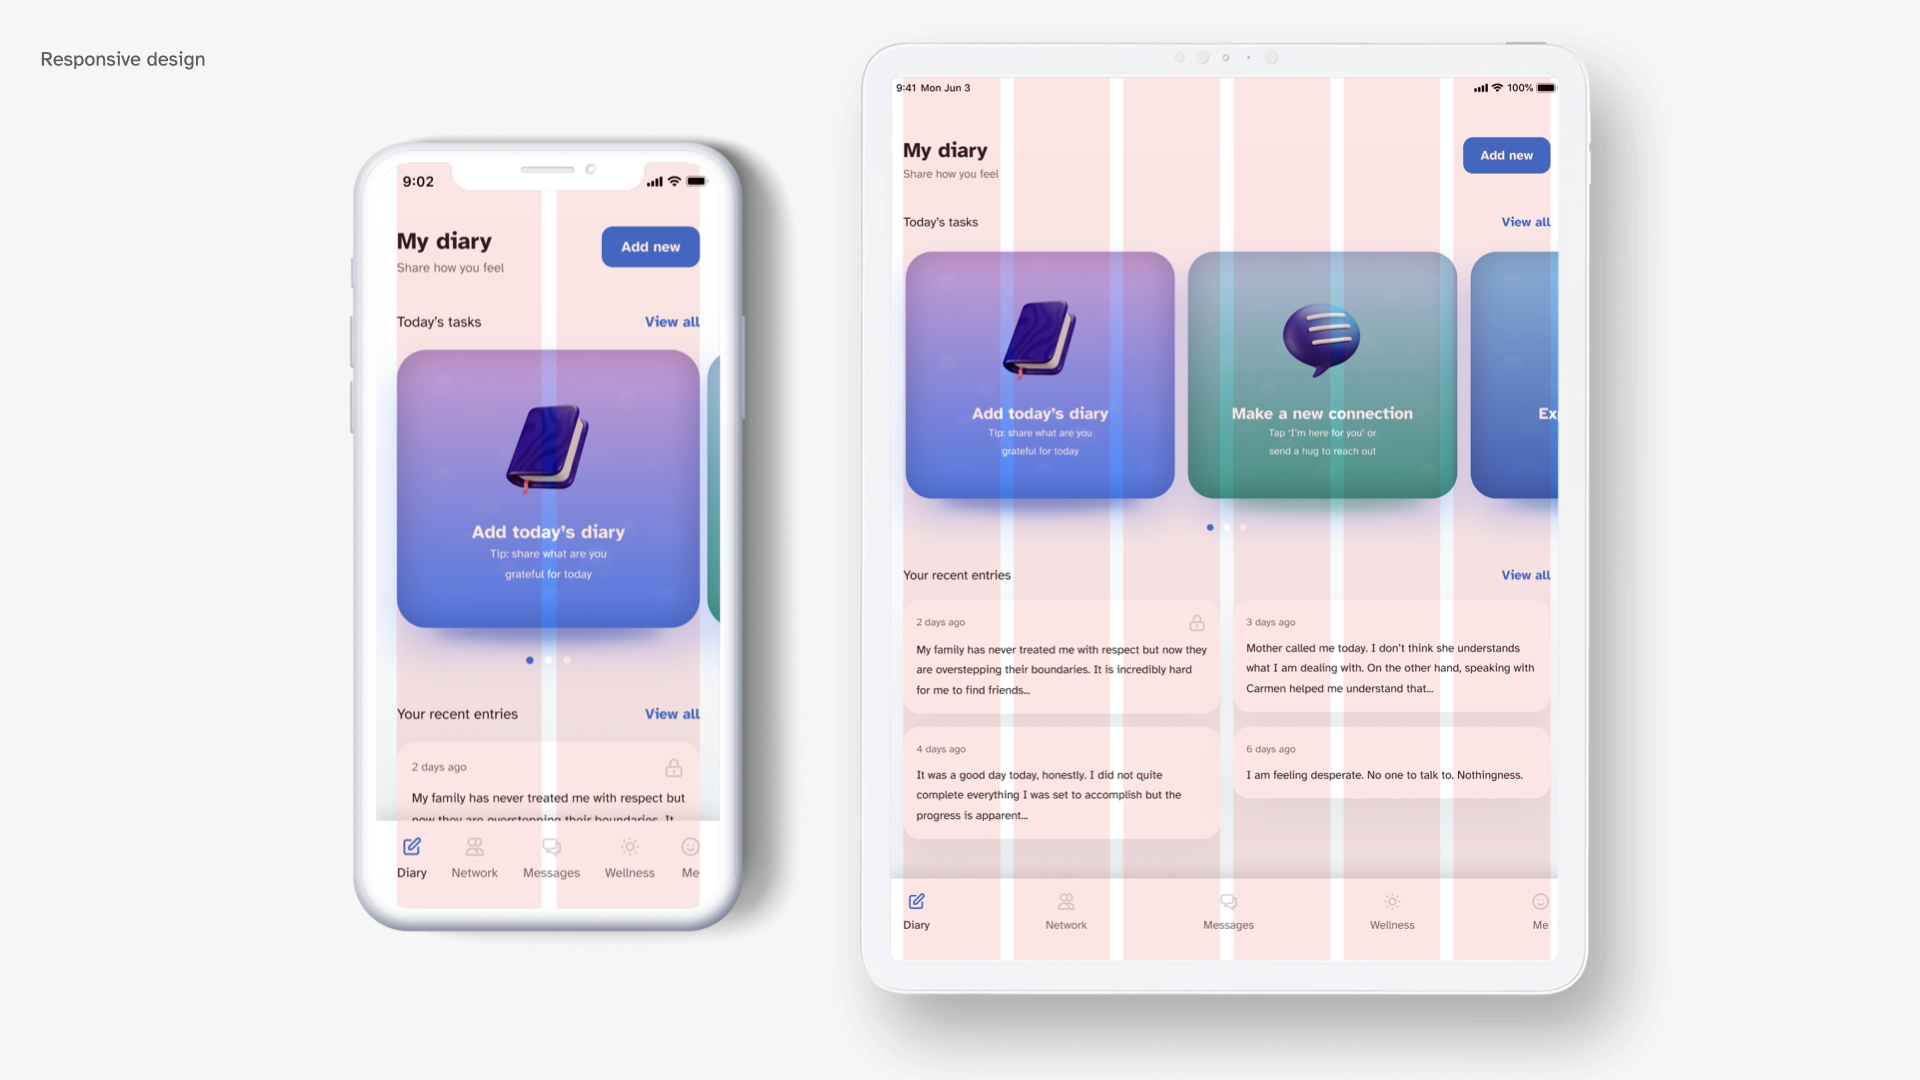 Responsive design
9:02
My diary
Add new
Share how you feel
Today's tasks
View all
Add today's diary
Tip: share what are you
grateful for today
Your recent entries
View all
2 days ago
My family has never treated me with respect but
now they are overstepping their boundaries. It
Diary
Network
Messages
Wellness
Me
9:41 Mon Jun 3
100%
My diary
Add new
Share how you feel
Today's tasks
View all
Add today's diary
Tip: share what are you
grateful for today
Make a new connection
Tap 'I'm here for you' or
send a hug to reach out
Ex
Your recent entries
View all
2 days ago
My family has never treated me with respect but now they
are overstepping their boundaries. It is incredibly hard
for me to find friends...
3 days ago
Mother called me today. I don't think she understands
what I am dealing with. On the other hand, speaking with
Carmen helped me understand that...
4 days ago
It was a good day today, honestly. I did not quite
complete everything I was set to accomplish but the
progress is apparent...
6 days ago
I am feeling desperate. No one to talk to. Nothingness.
Diary
Network
Messages
Wellness
Me